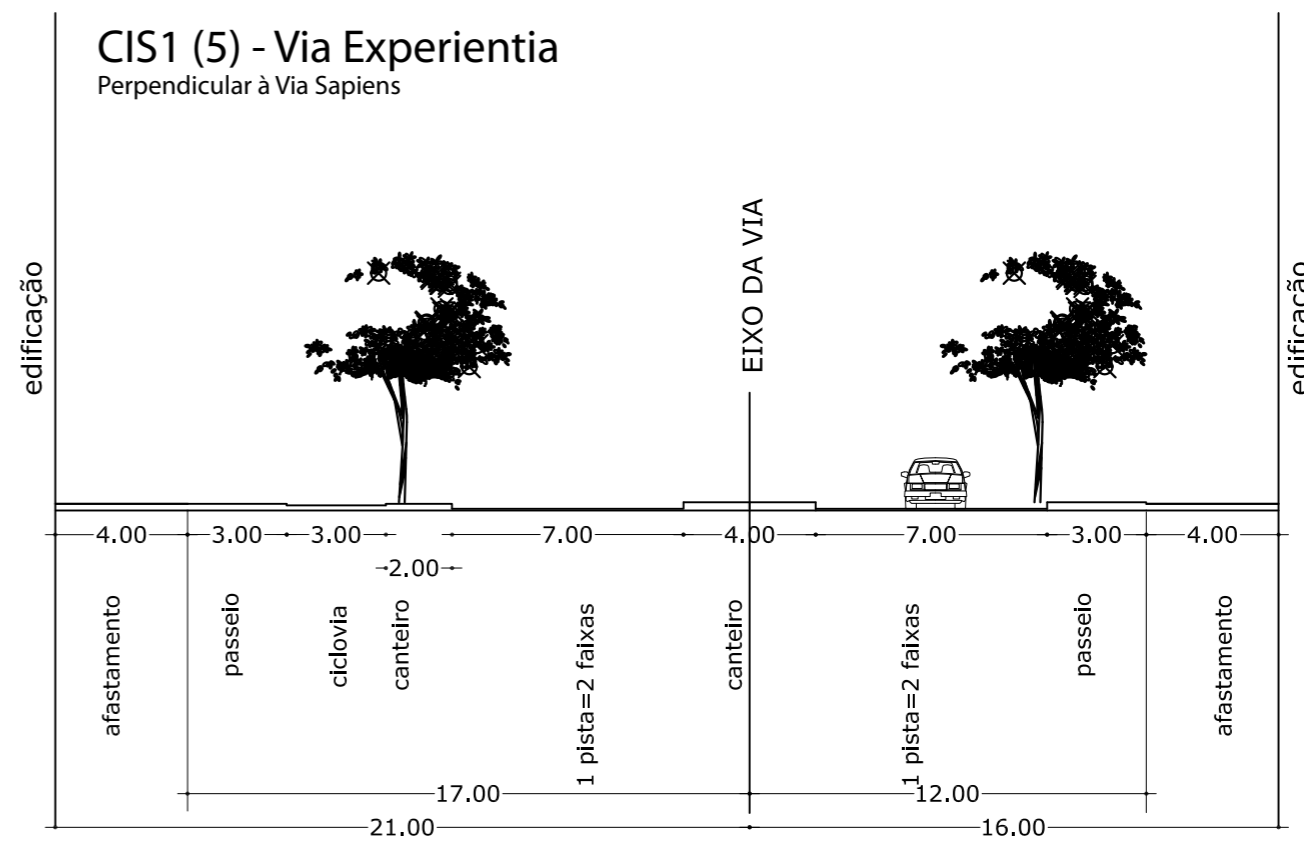 CIS1 (5) - Via Experientia
Perpendicular à Via Sapiens
edificação
EIXO DA VIA
edificação
4.00 3.00 3.00 7.00 4.00 7.00 3.00 4.00
2.00
afastamento
passeio
ciclovia
canteiro
1 pista=2 faixas
canteiro
1 pista=2 faixas
passeio
afastamento
17.00 12.00
21.00 16.00